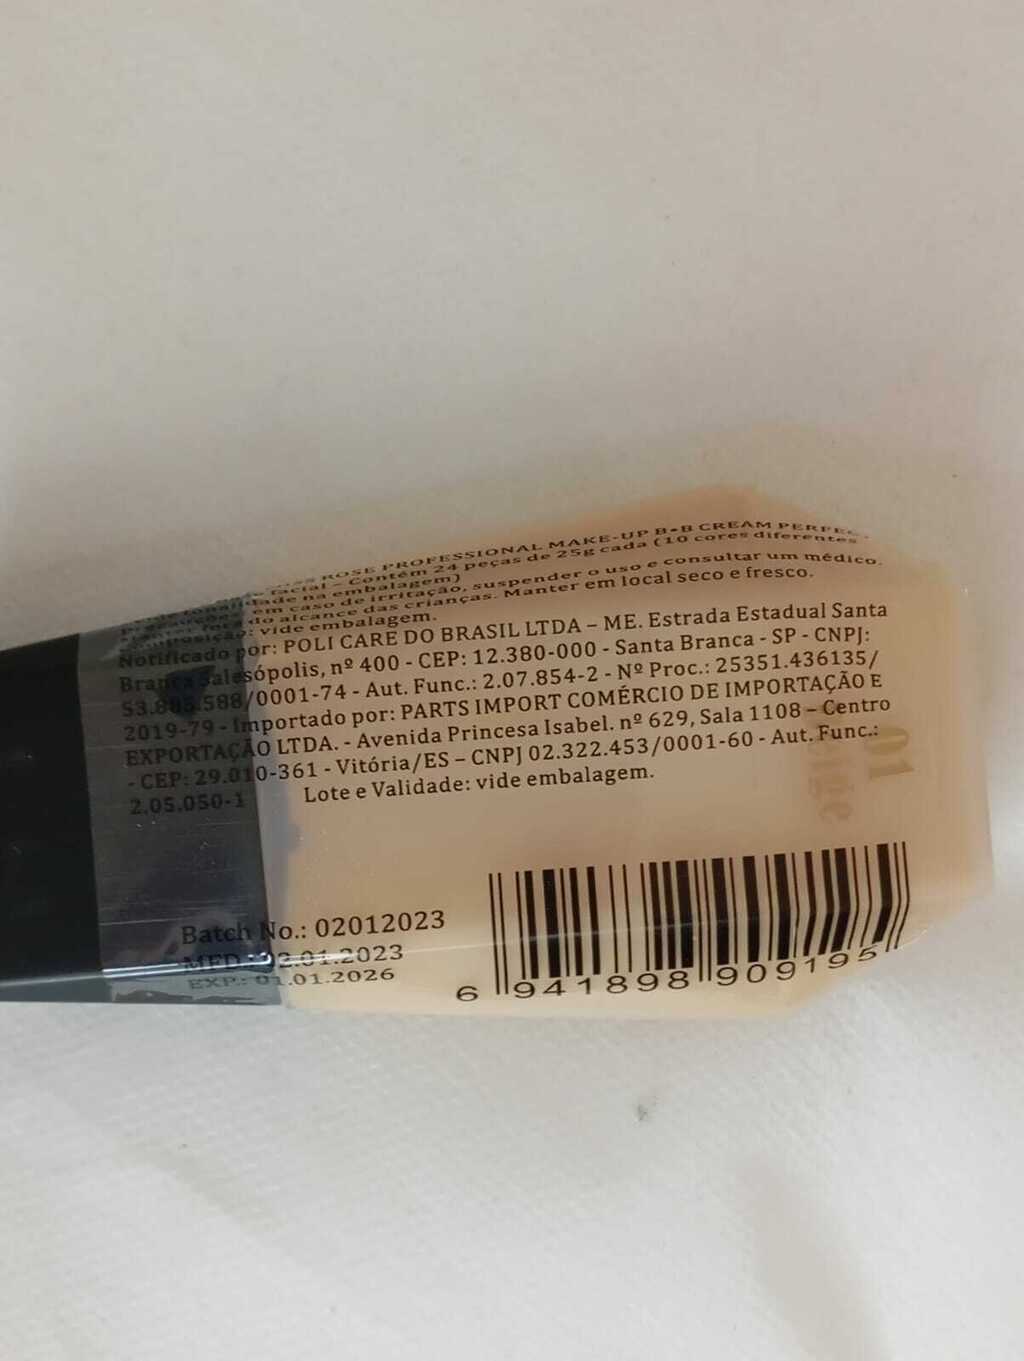 ROSE PROFESSIONAL MAKE-UP B•B CREAM
facial - Contém 24 peças de 25g cada (10 cores diferentes
na embalagem)
em caso de irritação, suspender o uso e consultar um médico.
do alcance das crianças. Manter em local seco e fresco.
vide embalagem.
Notificado por: POLI CARE DO BRASIL LTDA – ME. Estrada Estadual Santa
Branca Salesópolis, nº 400 - CEP: 12.380-000 - Santa Branca - SP - CNPJ:
/0001-74 - Aut. Func.: 2.07.854-2 - Nº Proc.: 25351.436135/
2019-79 - Importado por: PARTS IMPORT COMÉRCIO DE IMPORTAÇÃO E
EXPORTAÇÃO LTDA. - Avenida Princesa Isabel. nº 629, Sala 1108 – Centro
- CEP: 29.010-361 - Vitória/ES – CNPJ 02.322.453/0001-60 - Aut. Func.:
2.05.050-1 Lote e Validade: vide embalagem.
01
Batch No.: 02012023
MFD.: 2.01.2023
EXP.: 01.01.2026
6 941898 909195